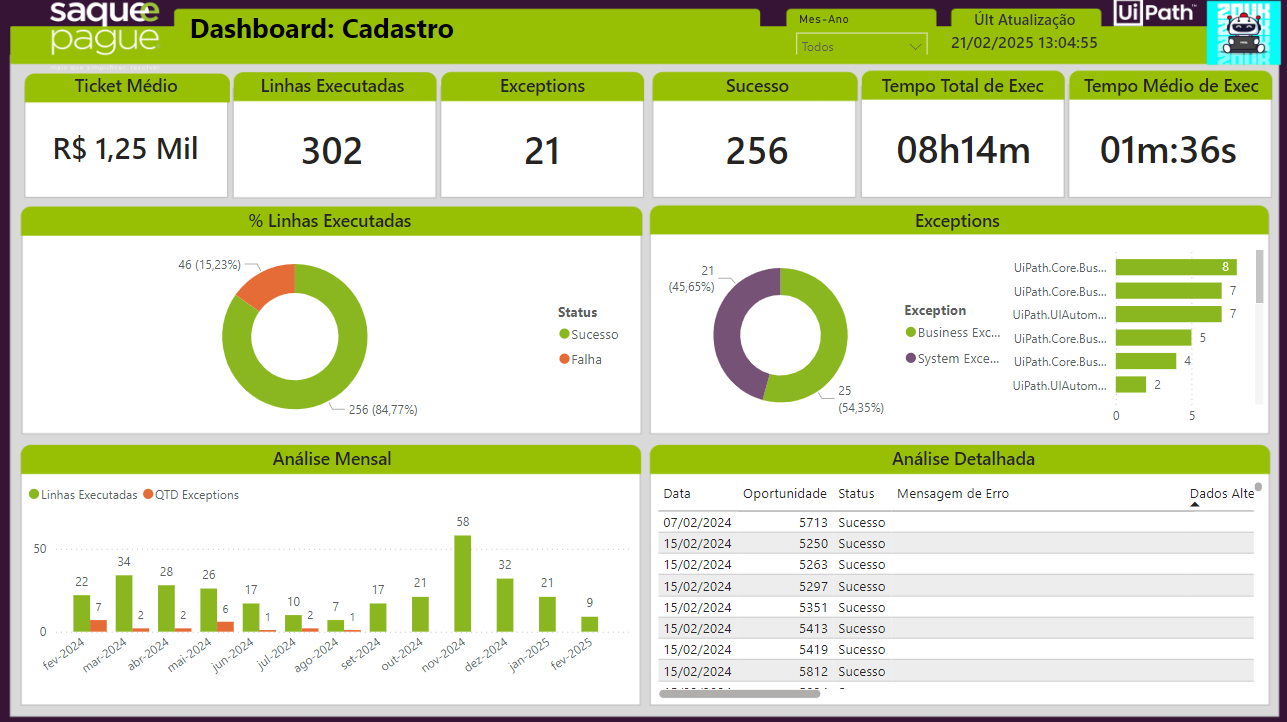 saque e
pague
Dashboard: Cadastro
Mes-Ano
Todos
Últ Atualização
21/02/2025 13:04:55
UiPath
Ticket Médio
R$ 1,25 Mil
Linhas Executadas
302
Exceptions
21
Sucesso
256
Tempo Total de Exec
08h14m
Tempo Médio de Exec
01m:36s
% Linhas Executadas
46 (15,23%)
256 (84,77%)
Status
Sucesso
Falha
Exceptions
21
(45,65%)
25
(54,35%)
Exception
Business Exc...
System Exce...
UiPath.Core.Bus... 8
UiPath.Core.Bus... 7
UiPath.UIAutom... 7
UiPath.Core.Bus... 5
UiPath.Core.Bus... 4
UiPath.UIAutom... 2
0 5
Análise Mensal
Linhas Executadas QTD Exceptions
50
0
22 7 34 2 28 2 26 6 17 1 10 2 7 1 17 21 58 32 21 9
fev-2024 mar-2024 abr-2024 mai-2024 jun-2024 jul-2024 ago-2024 set-2024 out-2024 nov-2024 dez-2024 jan-2025 fev-2025
Análise Detalhada
Data Oportunidade Status Mensagem de Erro Dados Alte
07/02/2024 5713 Sucesso
15/02/2024 5250 Sucesso
15/02/2024 5263 Sucesso
15/02/2024 5297 Sucesso
15/02/2024 5351 Sucesso
15/02/2024 5413 Sucesso
15/02/2024 5419 Sucesso
15/02/2024 5812 Sucesso